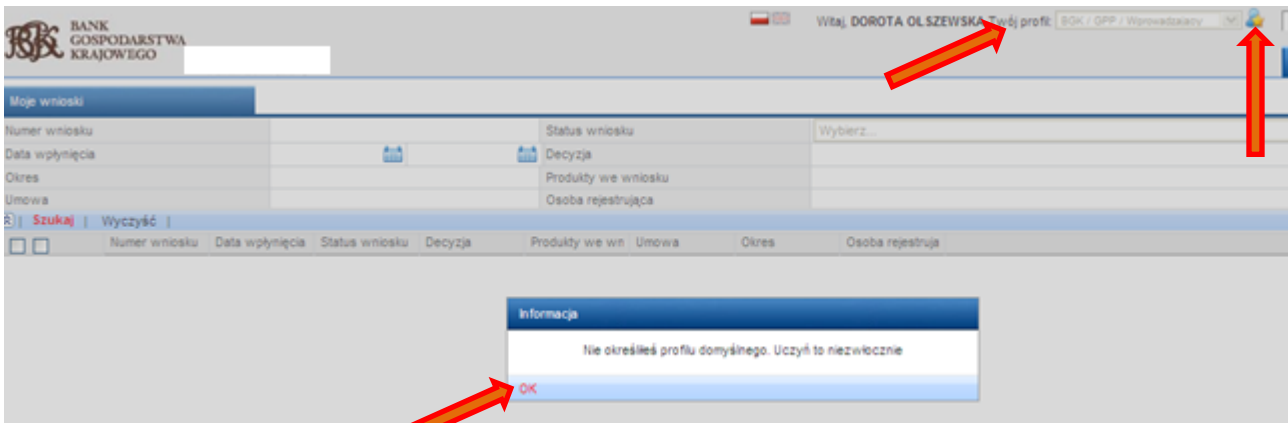 BANK
GOSPODARSTWA
KRAJOWEGO
Witaj, DOROTA OLSZEWSKA Twój profil: BGK / GPP / Wprowadzający
Moje wnioski
Numer wniosku Status wniosku Wybierz...
Data wpłynięcia Decyzja
Okres Produkty we wniosku
Umowa Osoba rejestrująca
| Szukaj | Wyczyść |
Numer wniosku Data wpłynięcia Status wniosku Decyzja Produkty we wn Umowa Okres Osoba rejestruja
Informacja
Nie określiłeś profilu domyślnego. Uczyń to niezwłocznie
OK